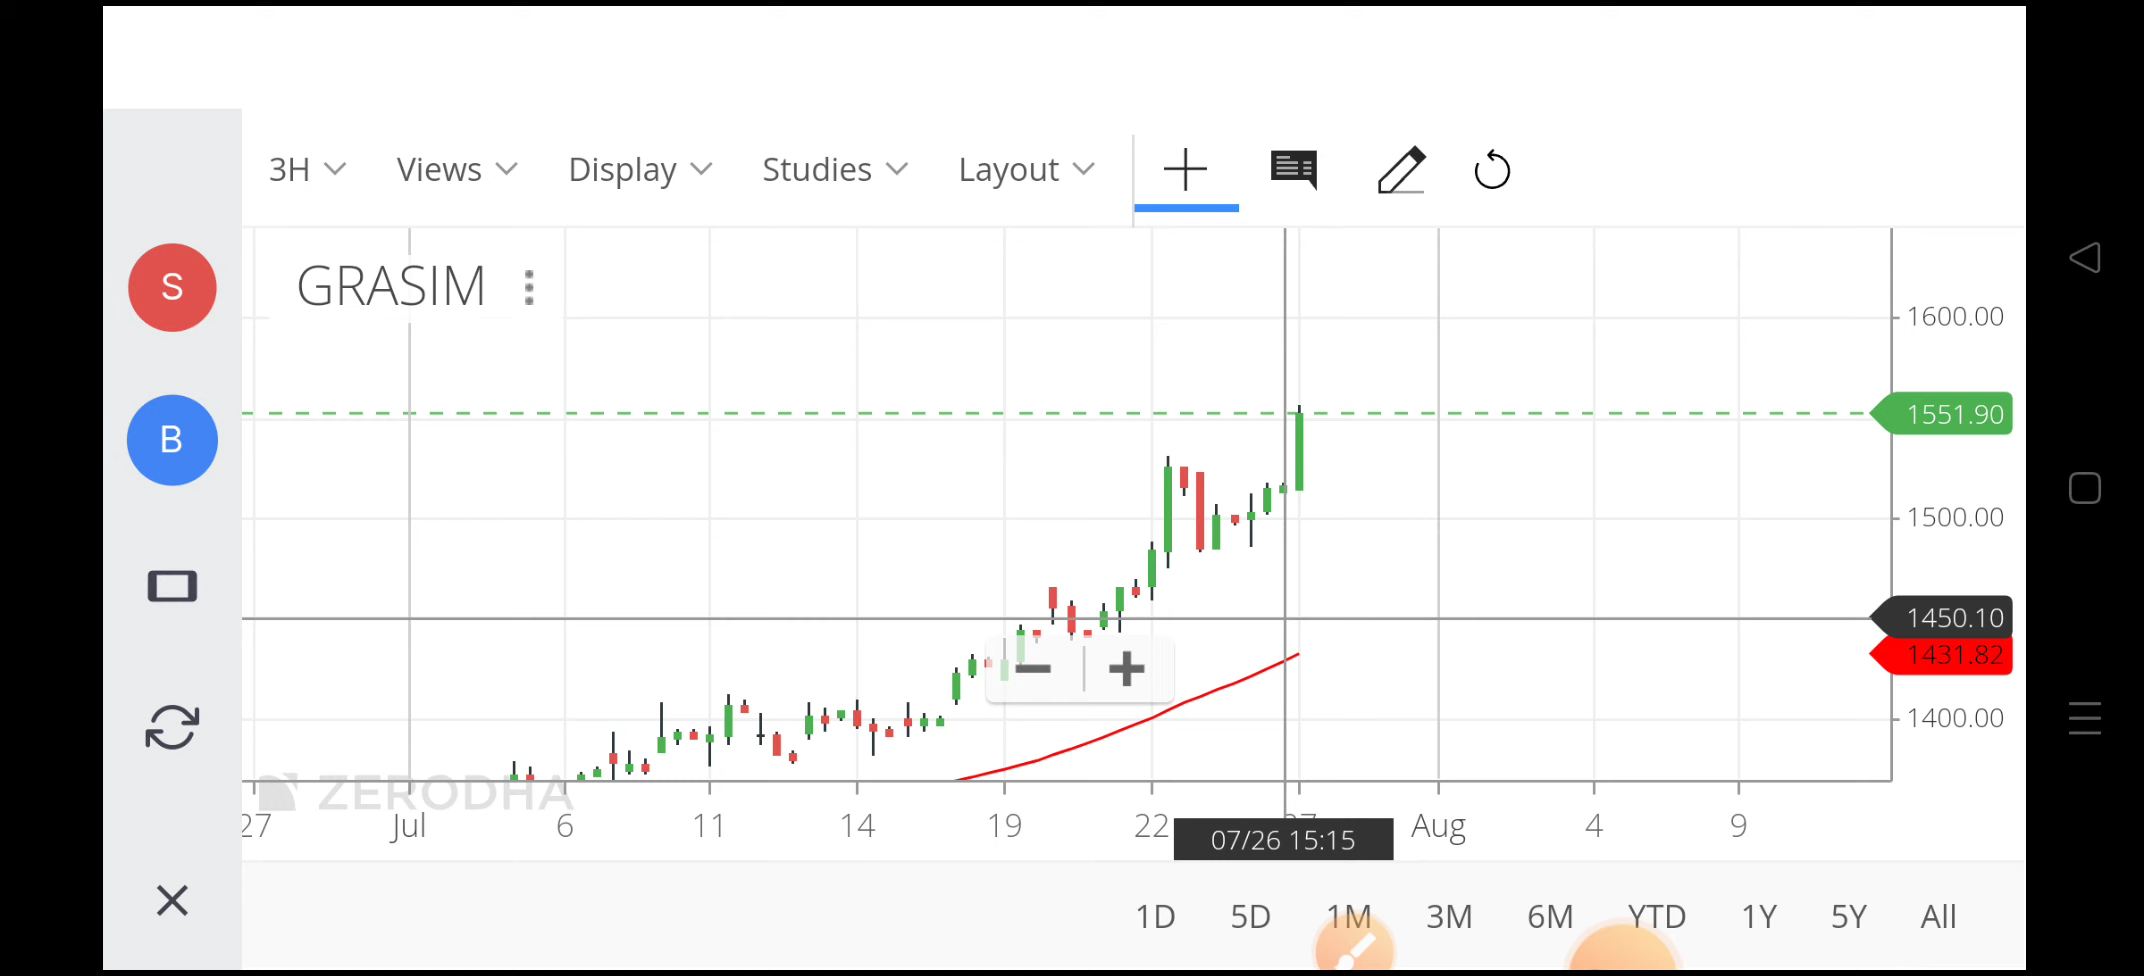 3H Views Display Studies Layout
S
GRASIM
1600.00
B
1551.90
1500.00
1450.10
1431.82
1400.00
ZERODHA
27 Jul 6 11 14 19 22 Aug 4 9
07/26 15:15
1D 5D 1M 3M 6M YTD 1Y 5Y All